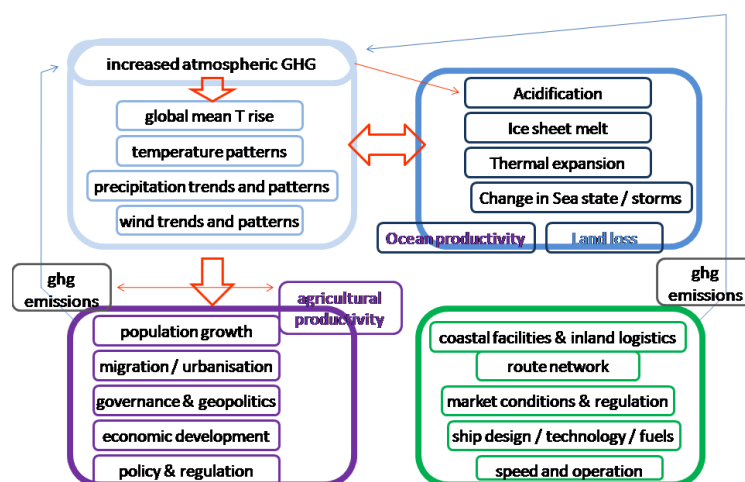 increased atmospheric GHG
global mean T rise
temperature patterns
precipitation trends and patterns
wind trends and patterns
Acidification
Ice sheet melt
Thermal expansion
Change in Sea state / storms
Ocean productivity
Land loss
ghg
emissions
agricultural
productivity
ghg
emissions
population growth
migration / urbanisation
governance & geopolitics
economic development
policy & regulation
coastal facilities & inland logistics
route network
market conditions & regulation
ship design / technology / fuels
speed and operation